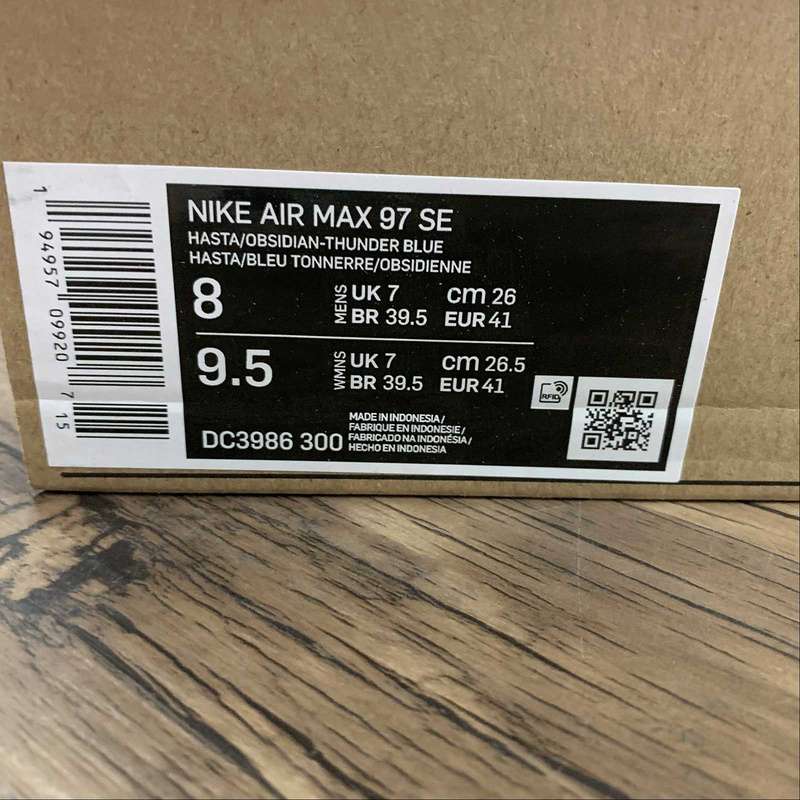 1 94957 09920 7 15
NIKE AIR MAX 97 SE
HASTA/OBSIDIAN-THUNDER BLUE
HASTA/BLEU TONNERRE/OBSIDIENNE
8 MENS UK 7 cm 26
BR 39.5 EUR 41
9.5 WMNS UK 7 cm 26.5
BR 39.5 EUR 41
RFID
DC3986 300
MADE IN INDONESIA/
FABRIQUE EN INDONESIE/
FABRICADO NA INDONÉSIA/
HECHO EN INDONESIA